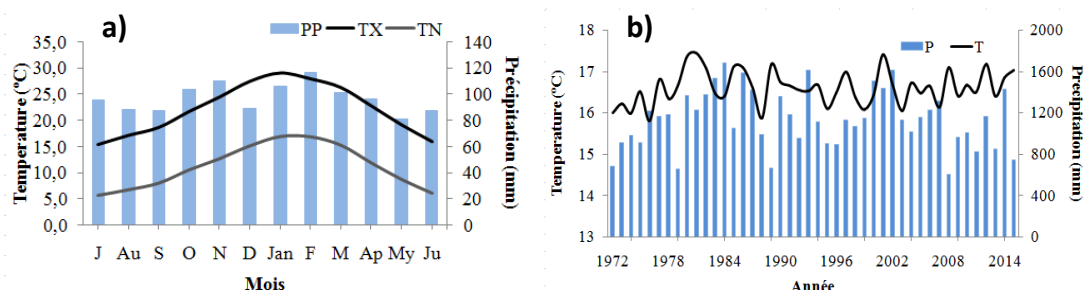 a)
PP TX TN
35,0
30,0
25,0
20,0
15,0
10,0
5,0
0,0
Temperature (ºC)
140
120
100
80
60
40
20
0
Précipitation (mm)
J Au S O N D Jan F M Ap My Ju
Mois
b)
P T
18
17
16
15
14
13
Temperature (ºC)
2000
1600
1200
800
400
0
Precipitation (mm)
1972 1978 1984 1990 1996 2002 2008 2014
Année